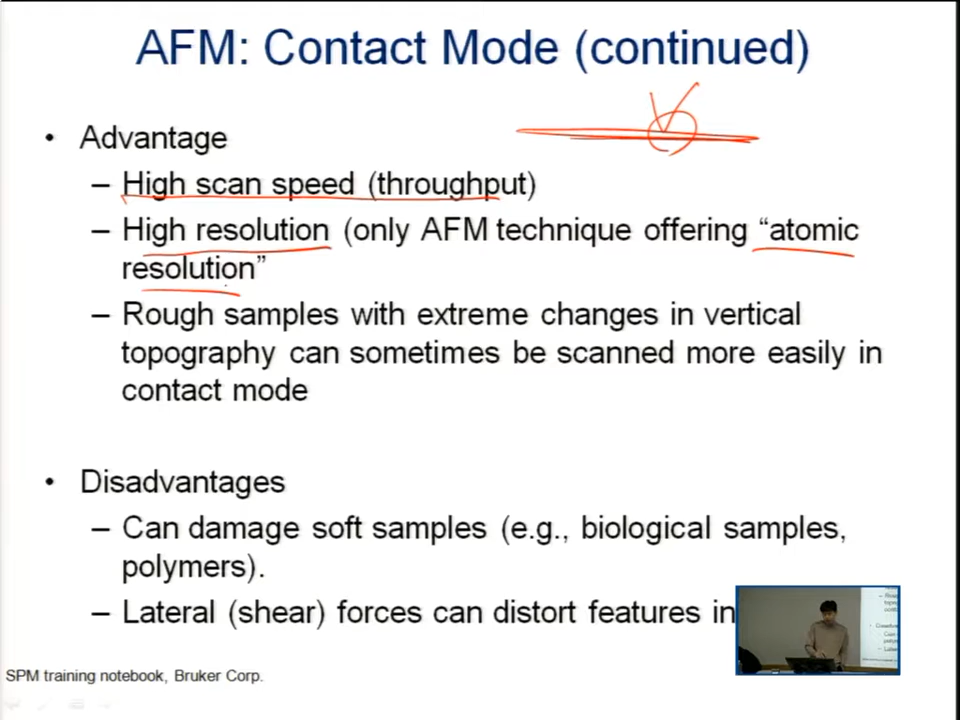 AFM: Contact Mode (continued)
• Advantage
– High scan speed (throughput)
– High resolution (only AFM technique offering “atomic
resolution”
– Rough samples with extreme changes in vertical
topography can sometimes be scanned more easily in
contact mode
• Disadvantages
– Can damage soft samples (e.g., biological samples,
polymers).
– Lateral (shear) forces can distort features in
SPM training notebook, Bruker Corp.